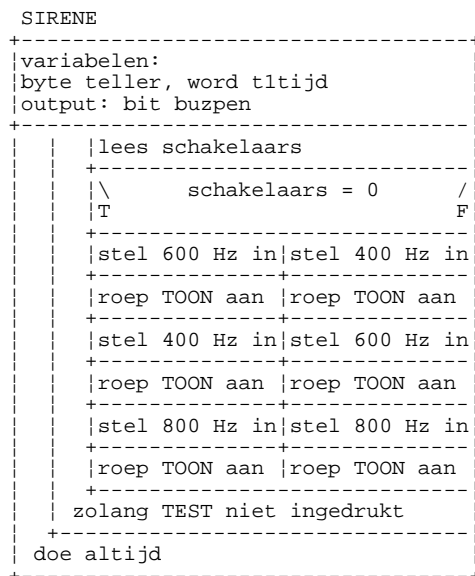 SIRENE
variabelen:
byte teller, word t1tijd
output: bit buzpen
lees schakelaars
schakelaars = 0
T F
stel 600 Hz in stel 400 Hz in
roep TOON aan roep TOON aan
stel 400 Hz in stel 600 Hz in
roep TOON aan roep TOON aan
stel 800 Hz in stel 800 Hz in
roep TOON aan roep TOON aan
zolang TEST niet ingedrukt
doe altijd